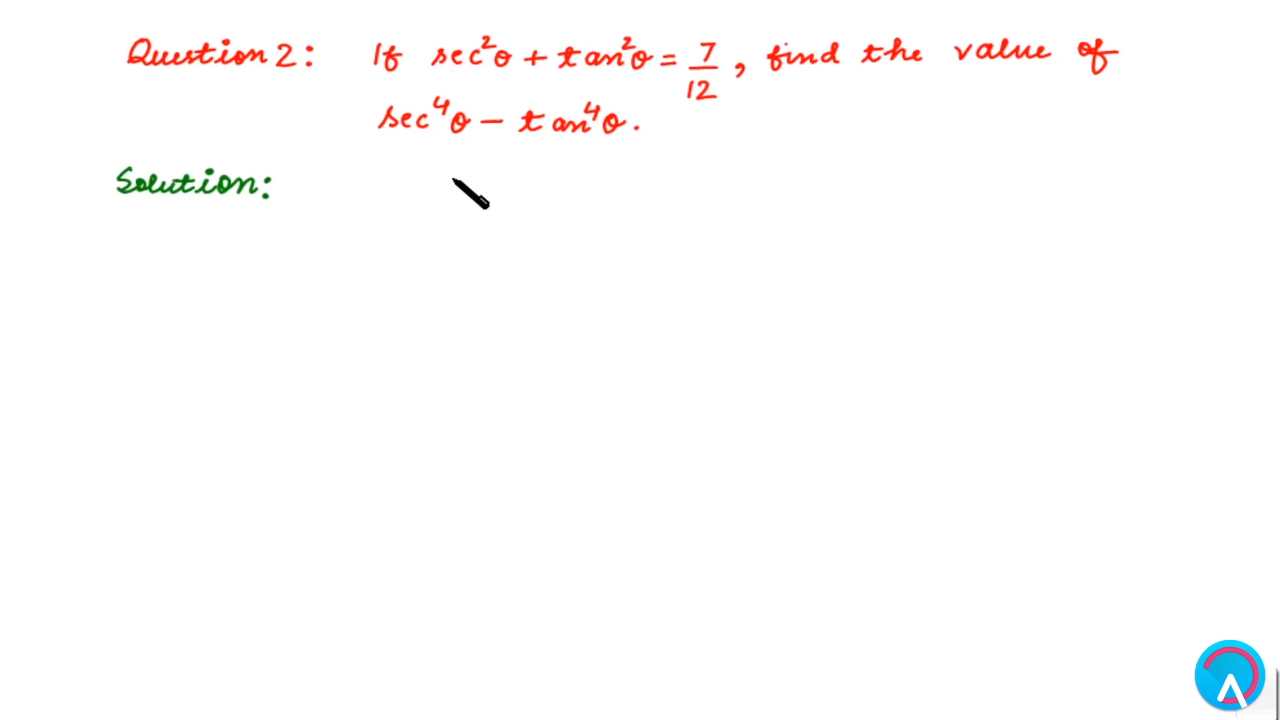 Question 2: If sec²θ + tan²θ = 7/12, find the value of
sec⁴θ − tan⁴θ.
Solution: